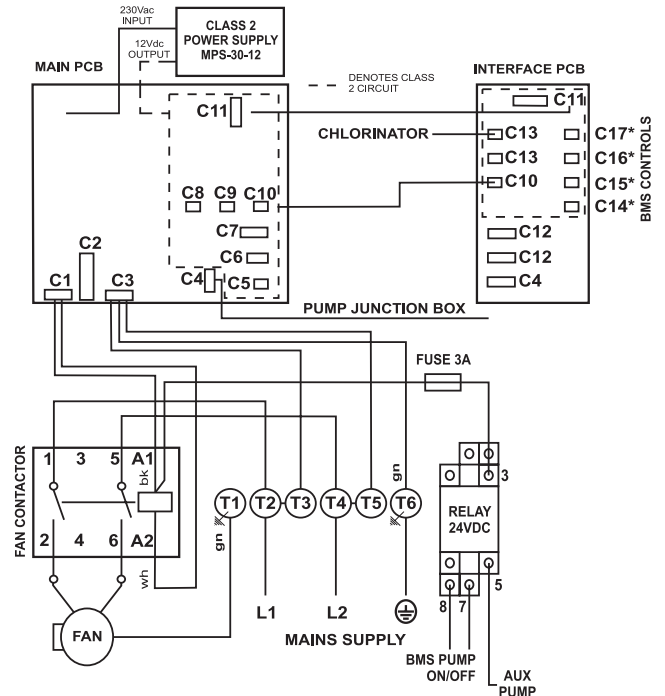 230Vac
INPUT
CLASS 2
POWER SUPPLY
MPS-30-12
12Vdc
OUTPUT
MAIN PCB
DENOTES CLASS
2 CIRCUIT
INTERFACE PCB
C11
C11
CHLORINATOR
C13
C17*
C13
C16*
C10
C15*
C14*
BMS CONTROLS
C8
C9
C10
C7
C12
C2
C6
C12
C1
C3
C4
C5
C4
PUMP JUNCTION BOX
FUSE 3A
FAN CONTACTOR
1
3
5
A1
bk
gn
3
T1
T2
T3
T4
T5
T6
RELAY
24VDC
2
4
6
A2
gn
wh
5
8
7
L1
L2
FAN
MAINS SUPPLY
BMS PUMP
ON/OFF
AUX
PUMP